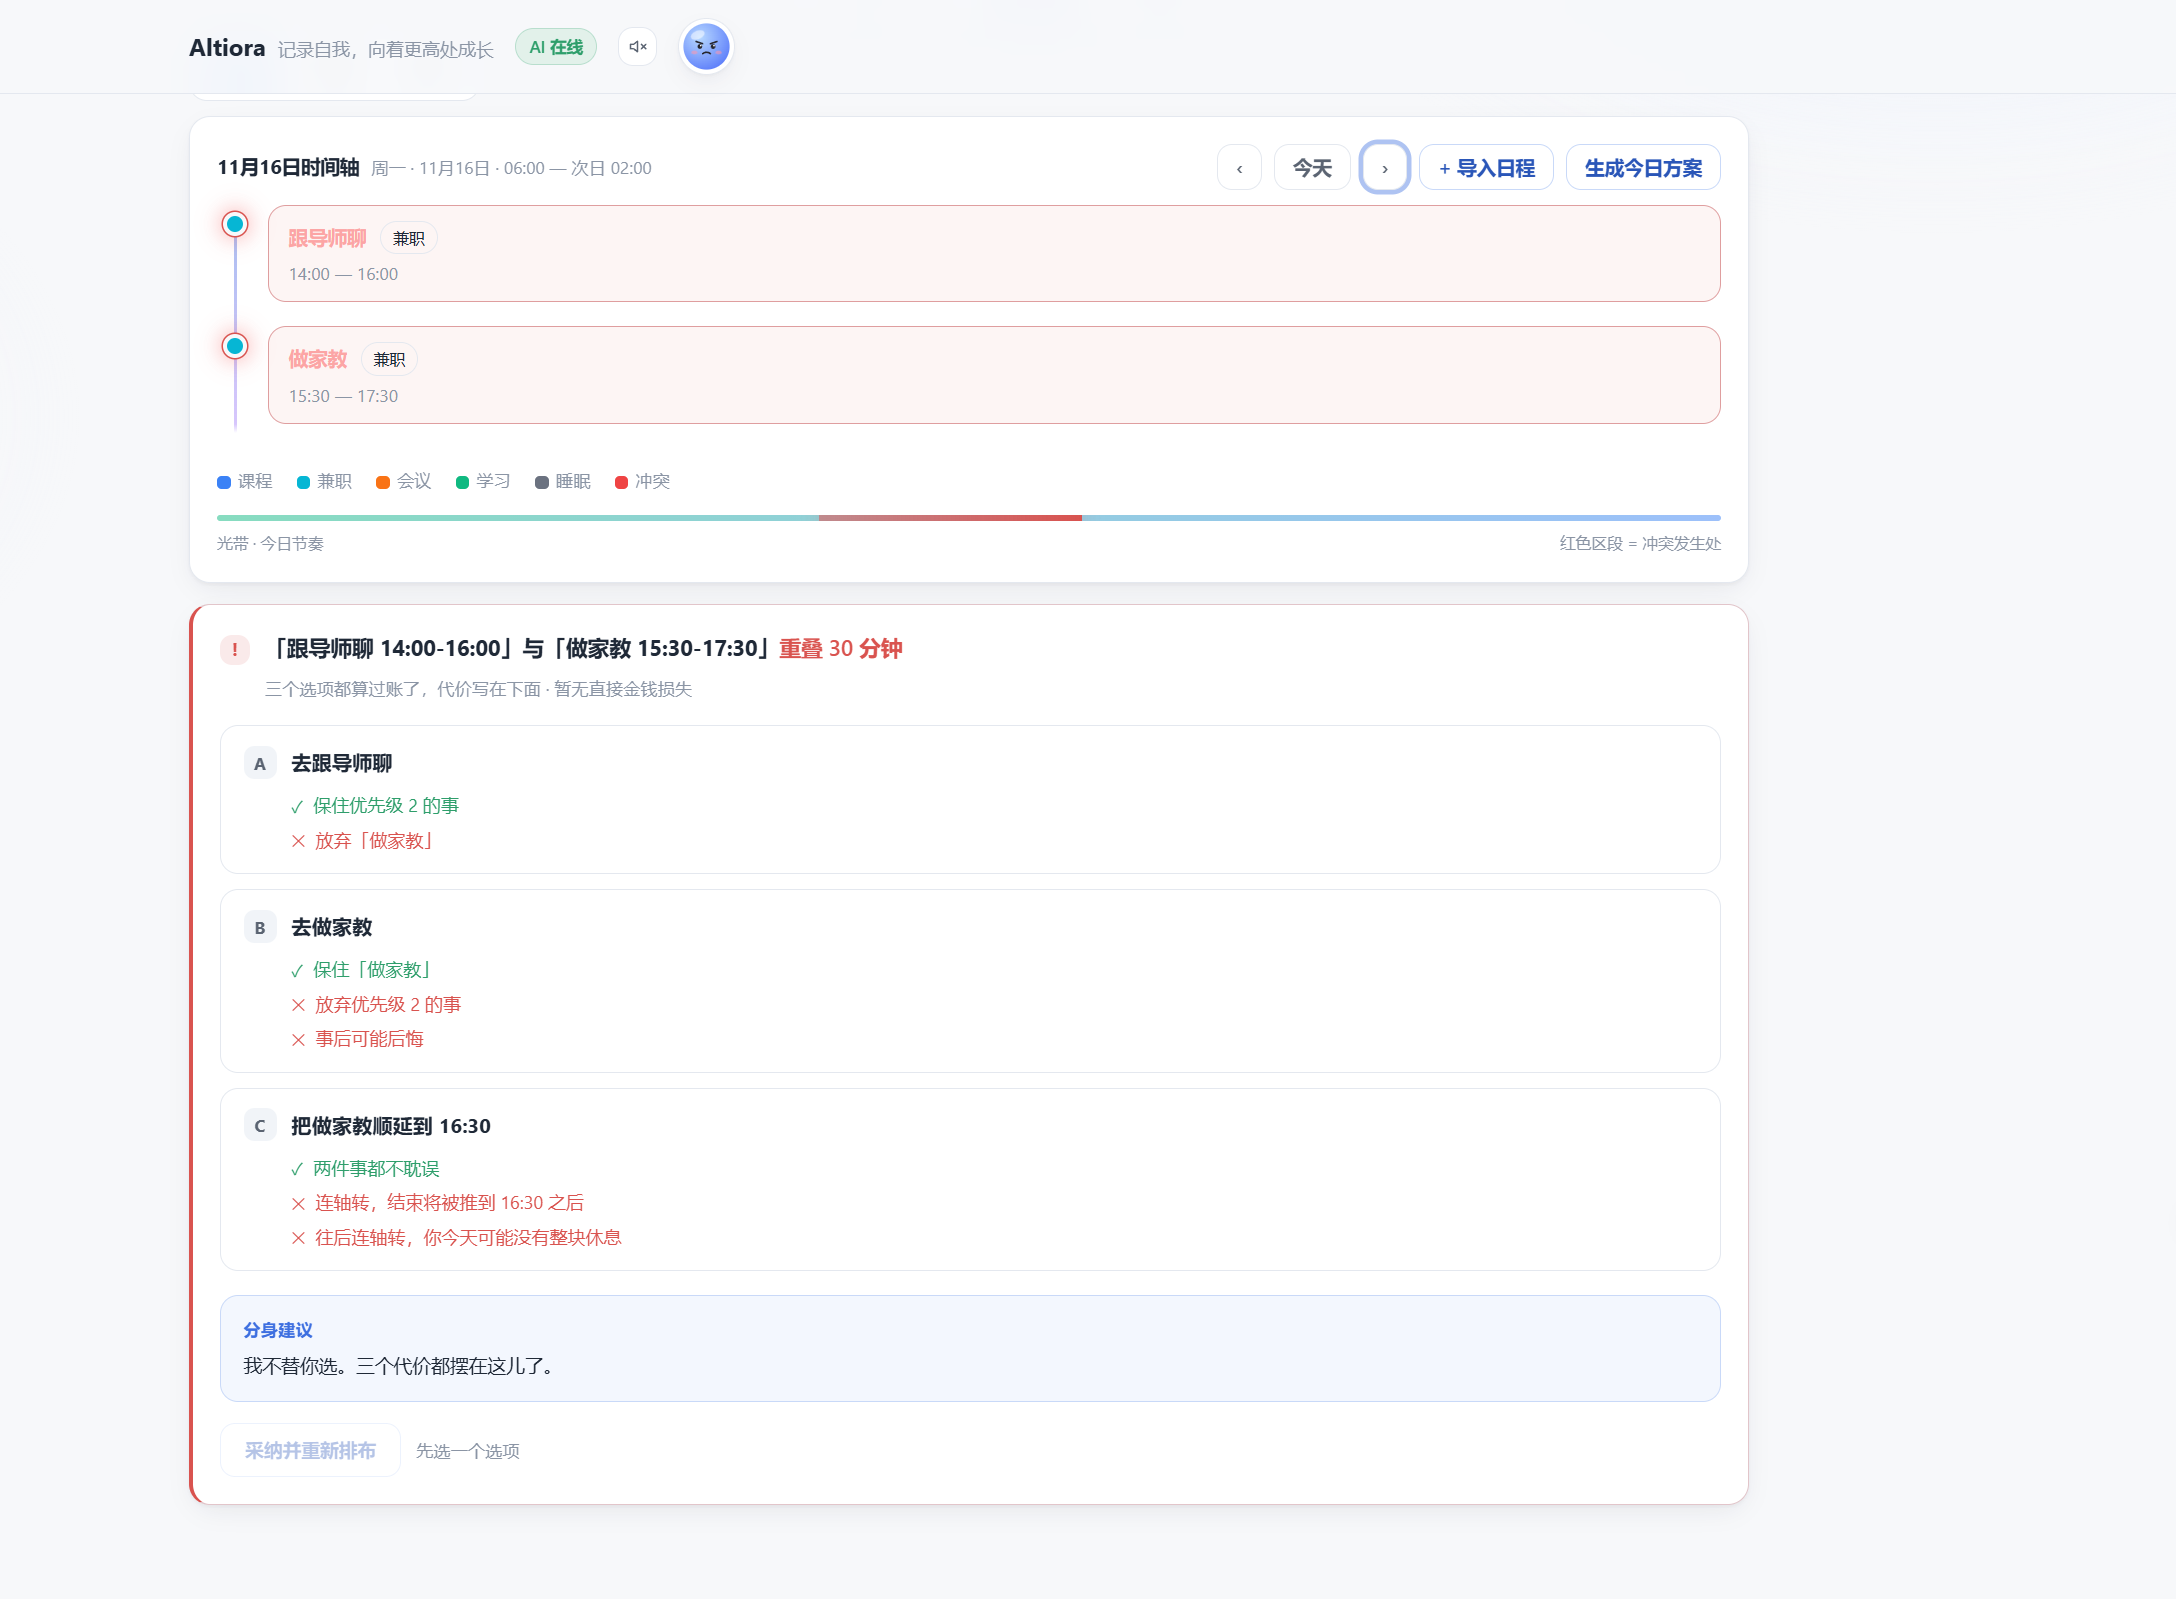 Altiora 记录自我，向着更高处成长 AI 在线
11月16日时间轴 周一 · 11月16日 · 06:00 — 次日 02:00 ‹ 今天 › + 导入日程 生成今日方案
跟导师聊 兼职
14:00 — 16:00
做家教 兼职
15:30 — 17:30
课程 兼职 会议 学习 睡眠 冲突
光带 · 今日节奏 红色区段 = 冲突发生处
! 「跟导师聊 14:00-16:00」与「做家教 15:30-17:30」重叠 30 分钟
三个选项都算过账了，代价写在下面 · 暂无直接金钱损失
A 去跟导师聊
✓ 保住优先级 2 的事
✕ 放弃「做家教」
B 去做家教
✓ 保住「做家教」
✕ 放弃优先级 2 的事
✕ 事后可能后悔
C 把做家教顺延到 16:30
✓ 两件事都不耽误
✕ 连轴转，结束将被推到 16:30 之后
✕ 往后连轴转，你今天可能没有整块休息
分身建议
我不替你选。三个代价都摆在这儿了。
采纳并重新排布 先选一个选项